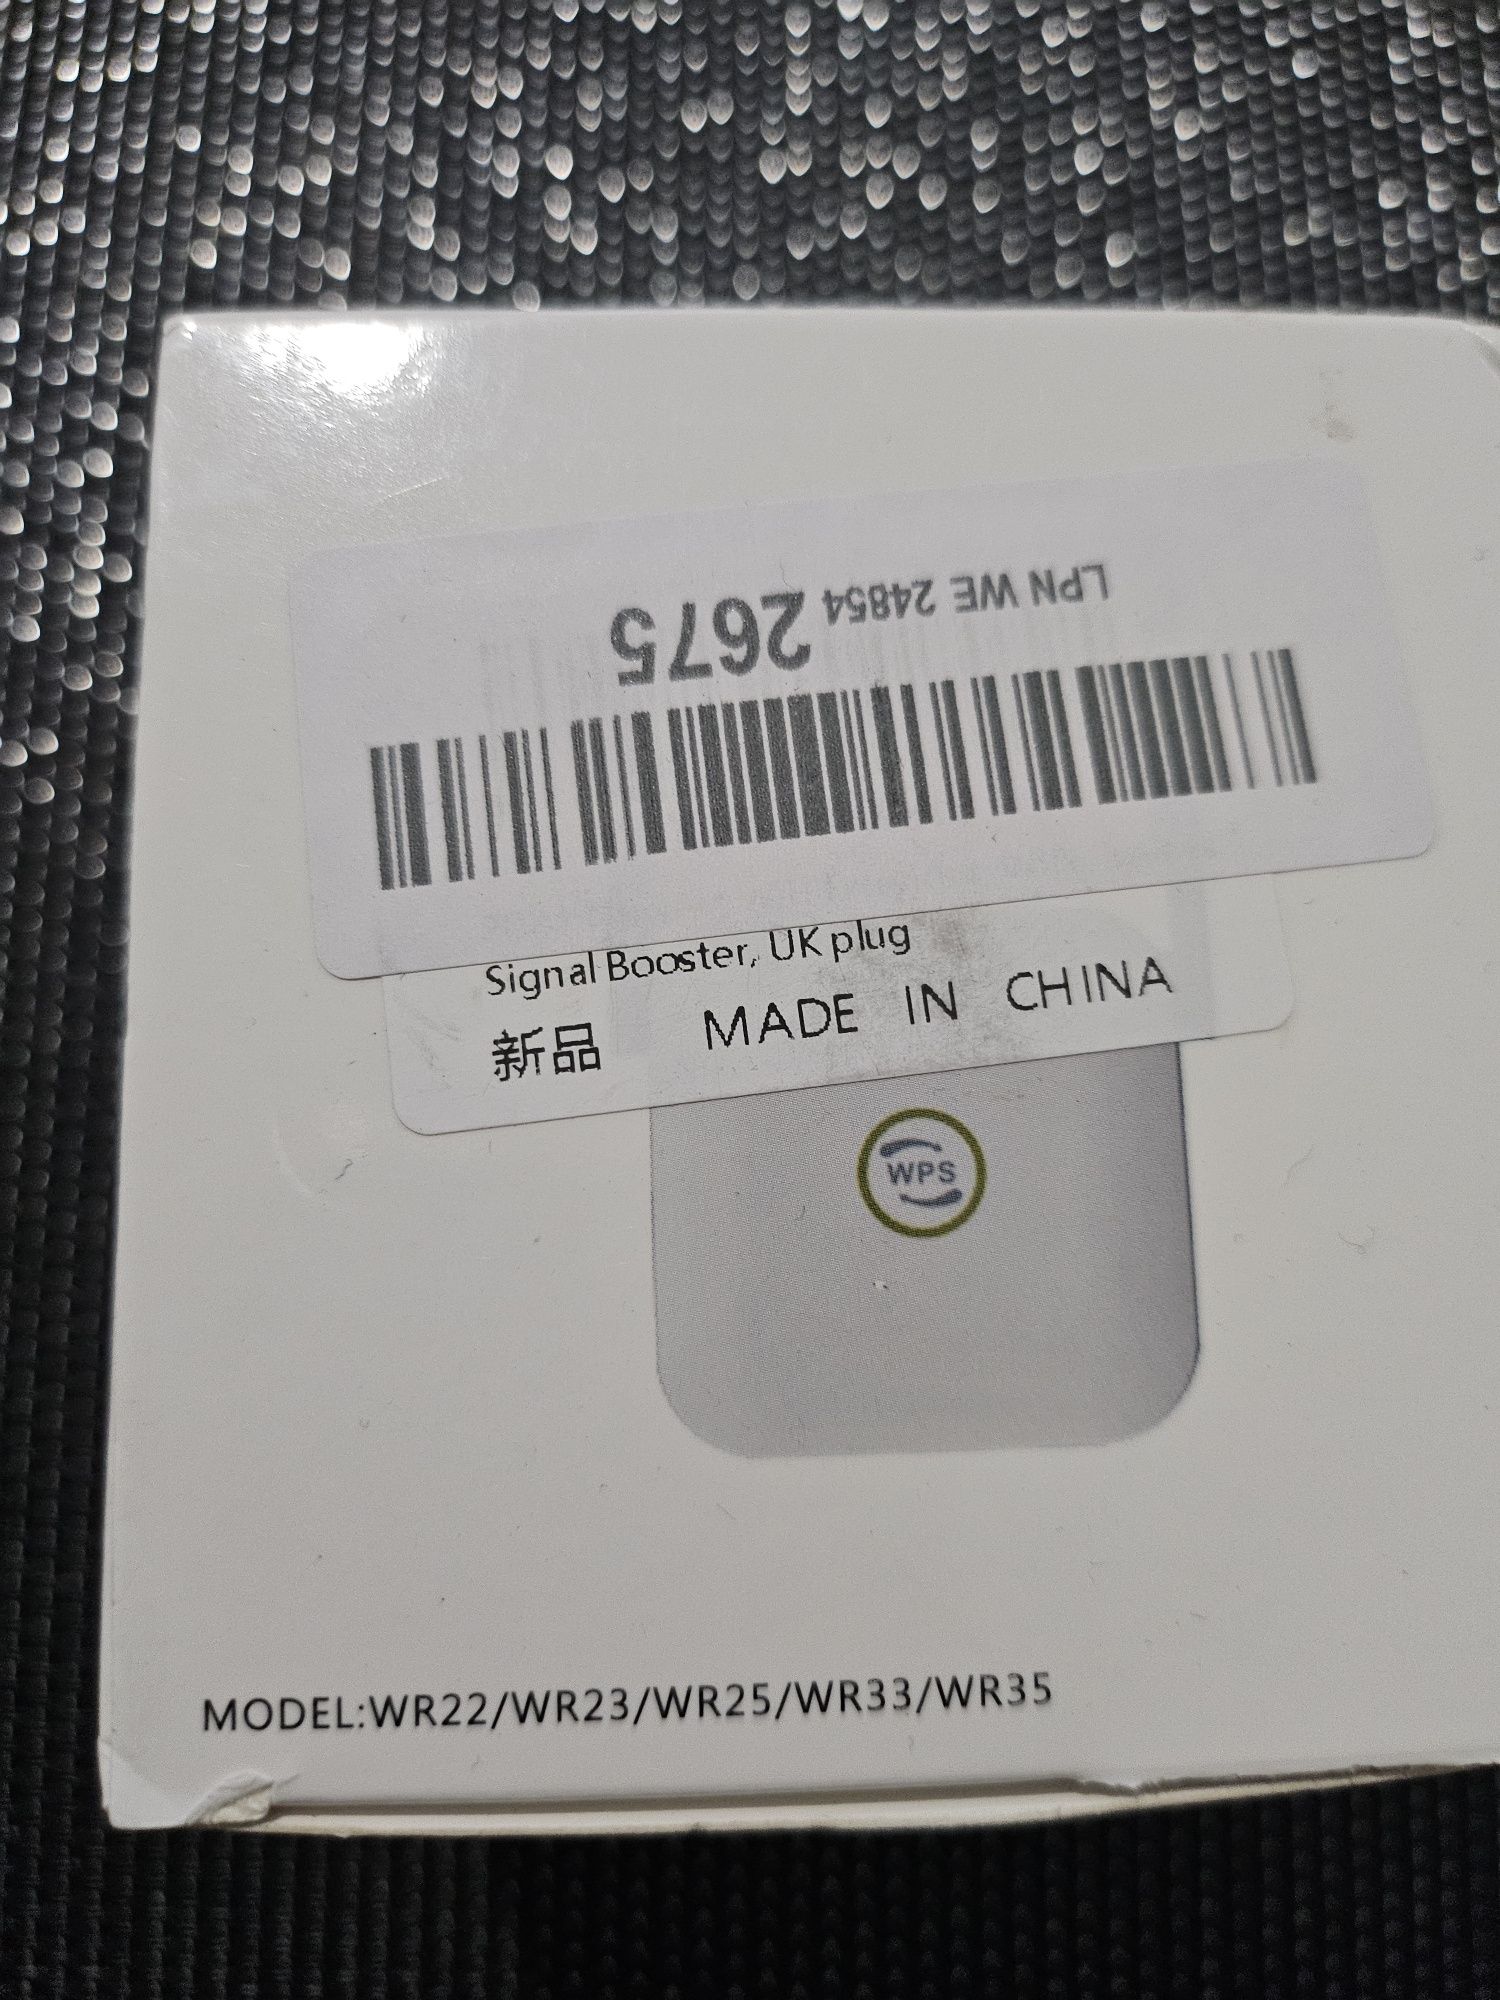 LPN WE 24854 2675
Signal Booster, UK plug
新品 MADE IN CHINA
WPS
MODEL:WR22/WR23/WR25/WR33/WR35